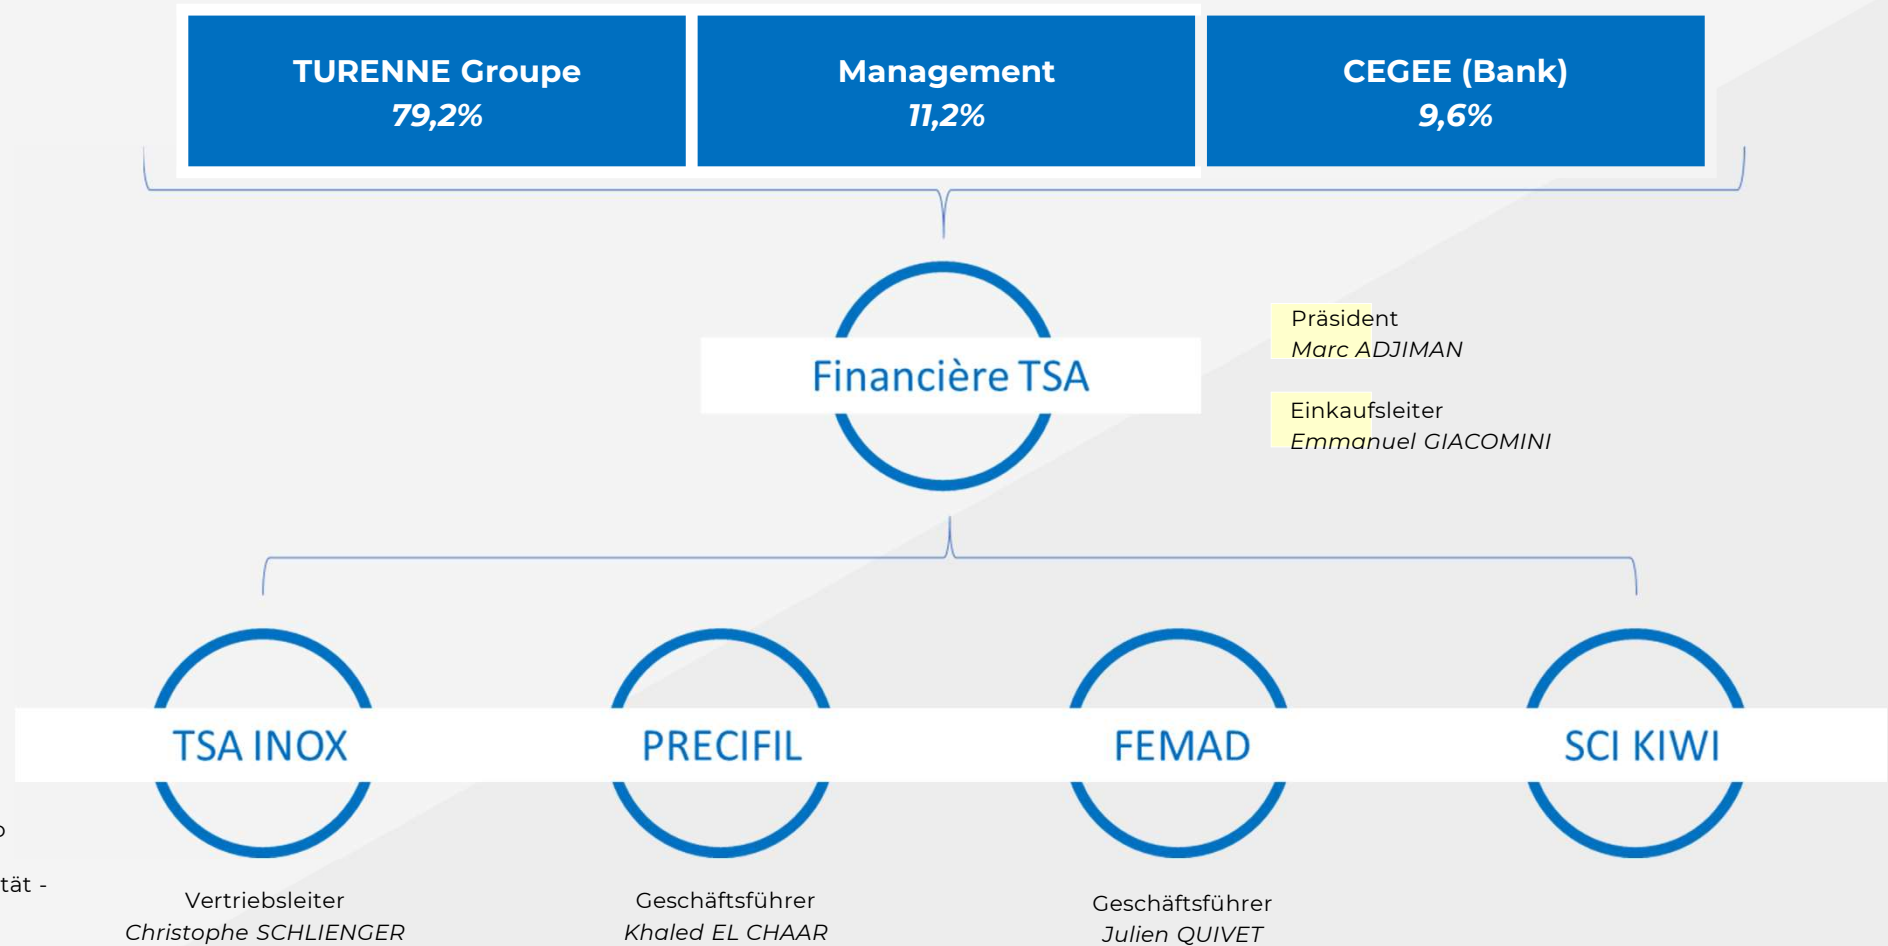 TURENNE Groupe
79,2%
Management
11,2%
CEGEE (Bank)
9,6%
Financière TSA
Präsident
Marc ADJIMAN
Einkaufsleiter
Emmanuel GIACOMINI
TSA INOX
PRECIFIL
FEMAD
SCI KIWI
Vertriebsleiter
Christophe SCHLIENGER
Geschäftsführer
Khaled EL CHAAR
Geschäftsführer
Julien QUIVET